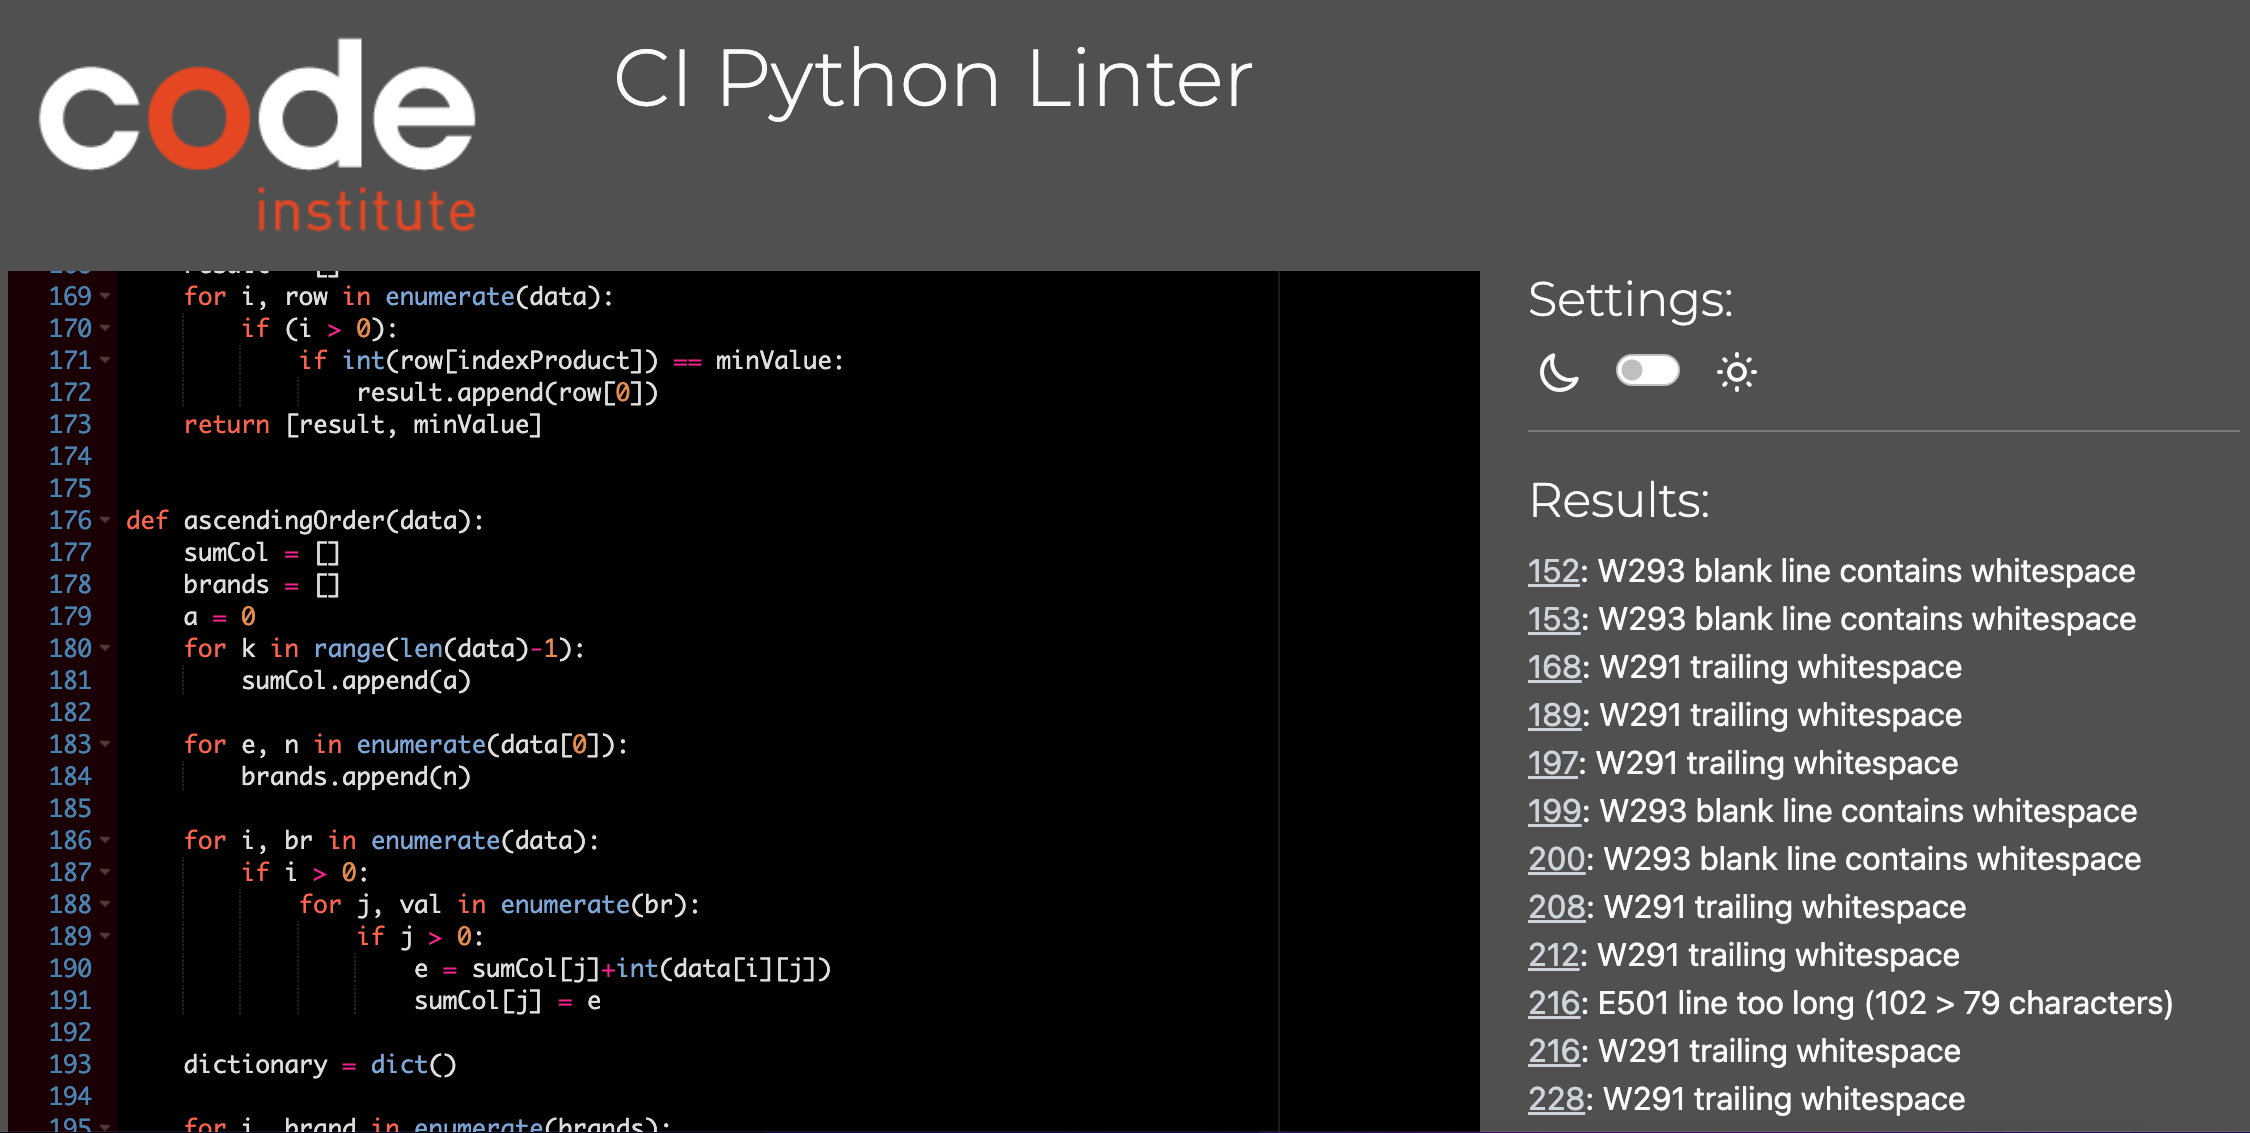 code
institute
CI Python Linter
169 for i, row in enumerate(data):
170 if (i > 0):
171 if int(row[indexProduct]) == minValue:
172 result.append(row[0])
173 return [result, minValue]
174
175
176 def ascendingOrder(data):
177 sumCol = []
178 brands = []
179 a = 0
180 for k in range(len(data)-1):
181 sumCol.append(a)
182
183 for e, n in enumerate(data[0]):
184 brands.append(n)
185
186 for i, br in enumerate(data):
187 if i > 0:
188 for j, val in enumerate(br):
189 if j > 0:
190 e = sumCol[j]+int(data[i][j])
191 sumCol[j] = e
192
193 dictionary = dict()
194
195 for i, brand in enumerate(brands):
Settings:
Results:
152: W293 blank line contains whitespace
153: W293 blank line contains whitespace
168: W291 trailing whitespace
189: W291 trailing whitespace
197: W291 trailing whitespace
199: W293 blank line contains whitespace
200: W293 blank line contains whitespace
208: W291 trailing whitespace
212: W291 trailing whitespace
216: E501 line too long (102 > 79 characters)
216: W291 trailing whitespace
228: W291 trailing whitespace